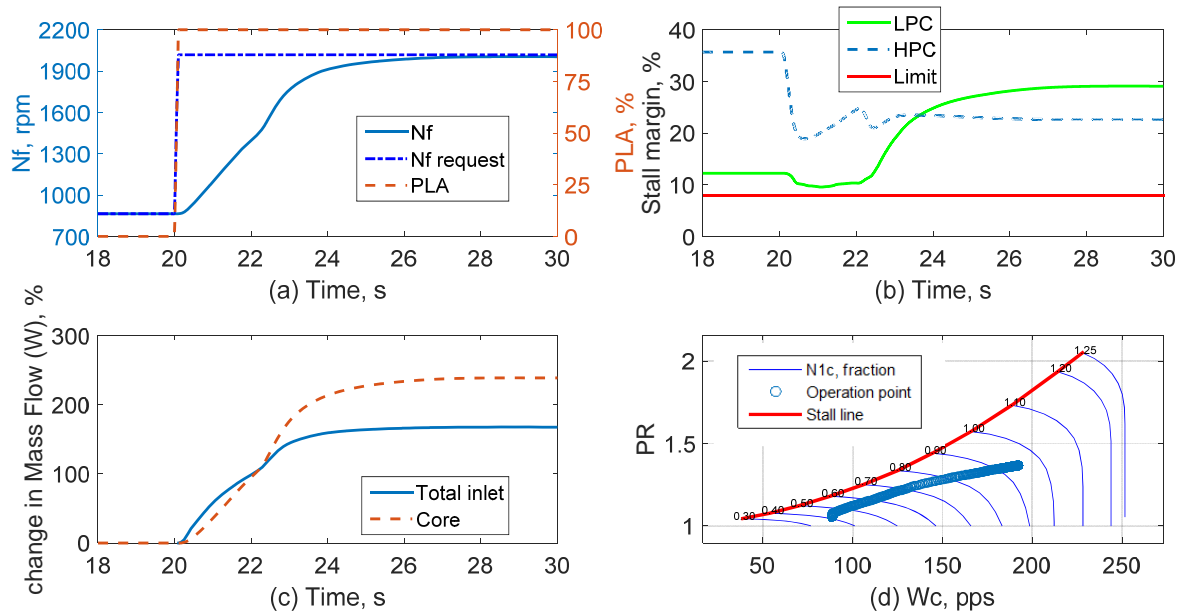 2200
1900
1600
1300
1000
700
Nf, rpm
100
75
50
25
0
PLA, %
Nf
Nf request
PLA
18 20 22 24 26 28 30
(a) Time, s
40
30
20
10
0
Stall margin, %
LPC
HPC
Limit
18 20 22 24 26 28 30
(b) Time, s
300
200
100
0
change in Mass Flow (W), %
Total inlet
Core
18 20 22 24 26 28 30
(c) Time, s
2
1.5
1
PR
N1c, fraction
Operation point
Stall line
1.25
1.20
1.10
1.00
0.90
0.80
0.70
0.60
0.50
0.40
0.30
50 100 150 200 250
(d) Wc, pps